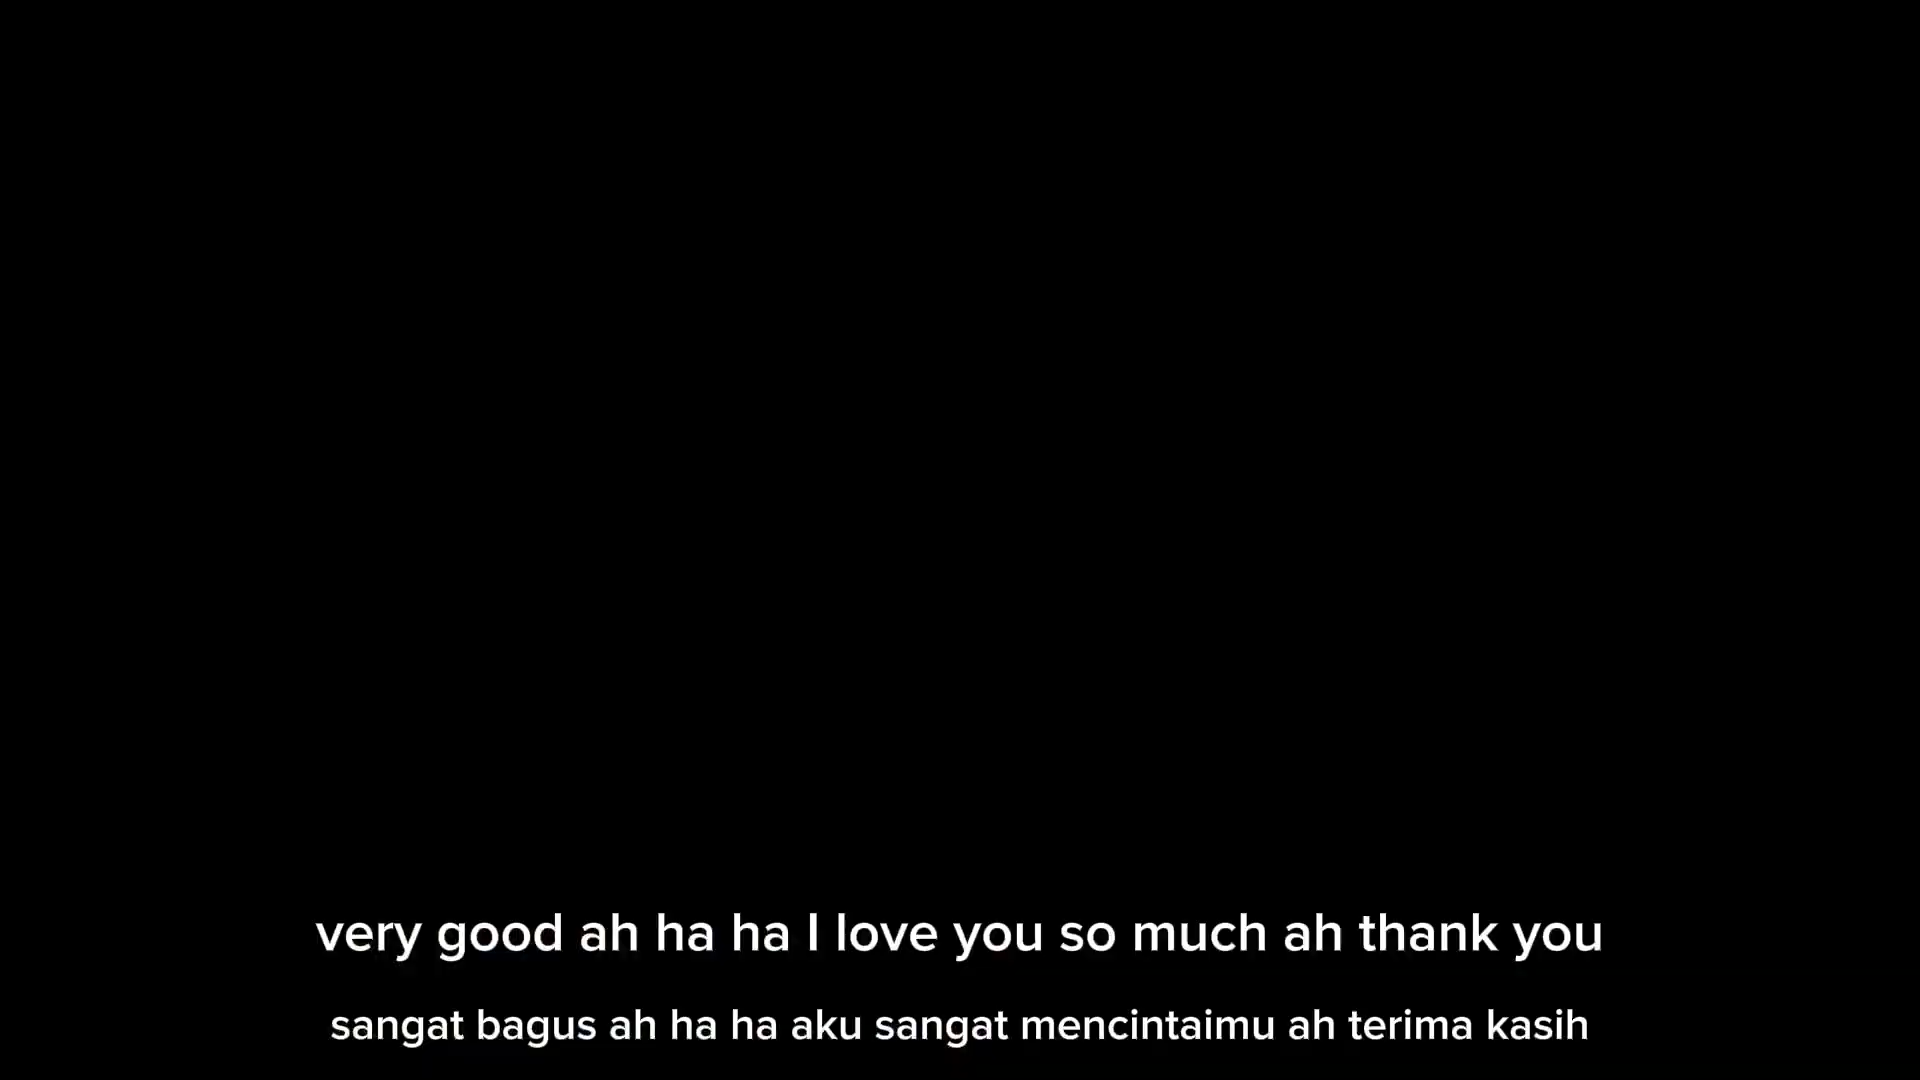 very good ah ha ha I love you so much ah thank you
sangat bagus ah ha ha aku sangat mencintaimu ah terima kasih